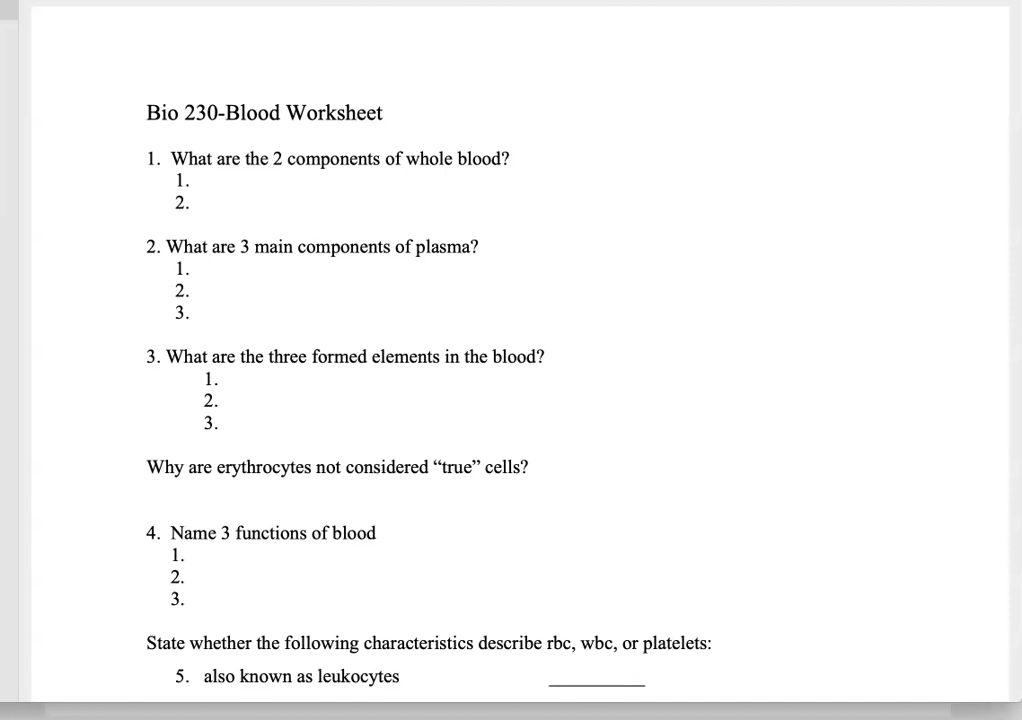 Bio 230-Blood Worksheet
1. What are the 2 components of whole blood?
1.
2.
2. What are 3 main components of plasma?
1.
2.
3.
3. What are the three formed elements in the blood?
1.
2.
3.
Why are erythrocytes not considered “true” cells?
4. Name 3 functions of blood
1.
2.
3.
State whether the following characteristics describe rbc, wbc, or platelets:
5. also known as leukocytes __________